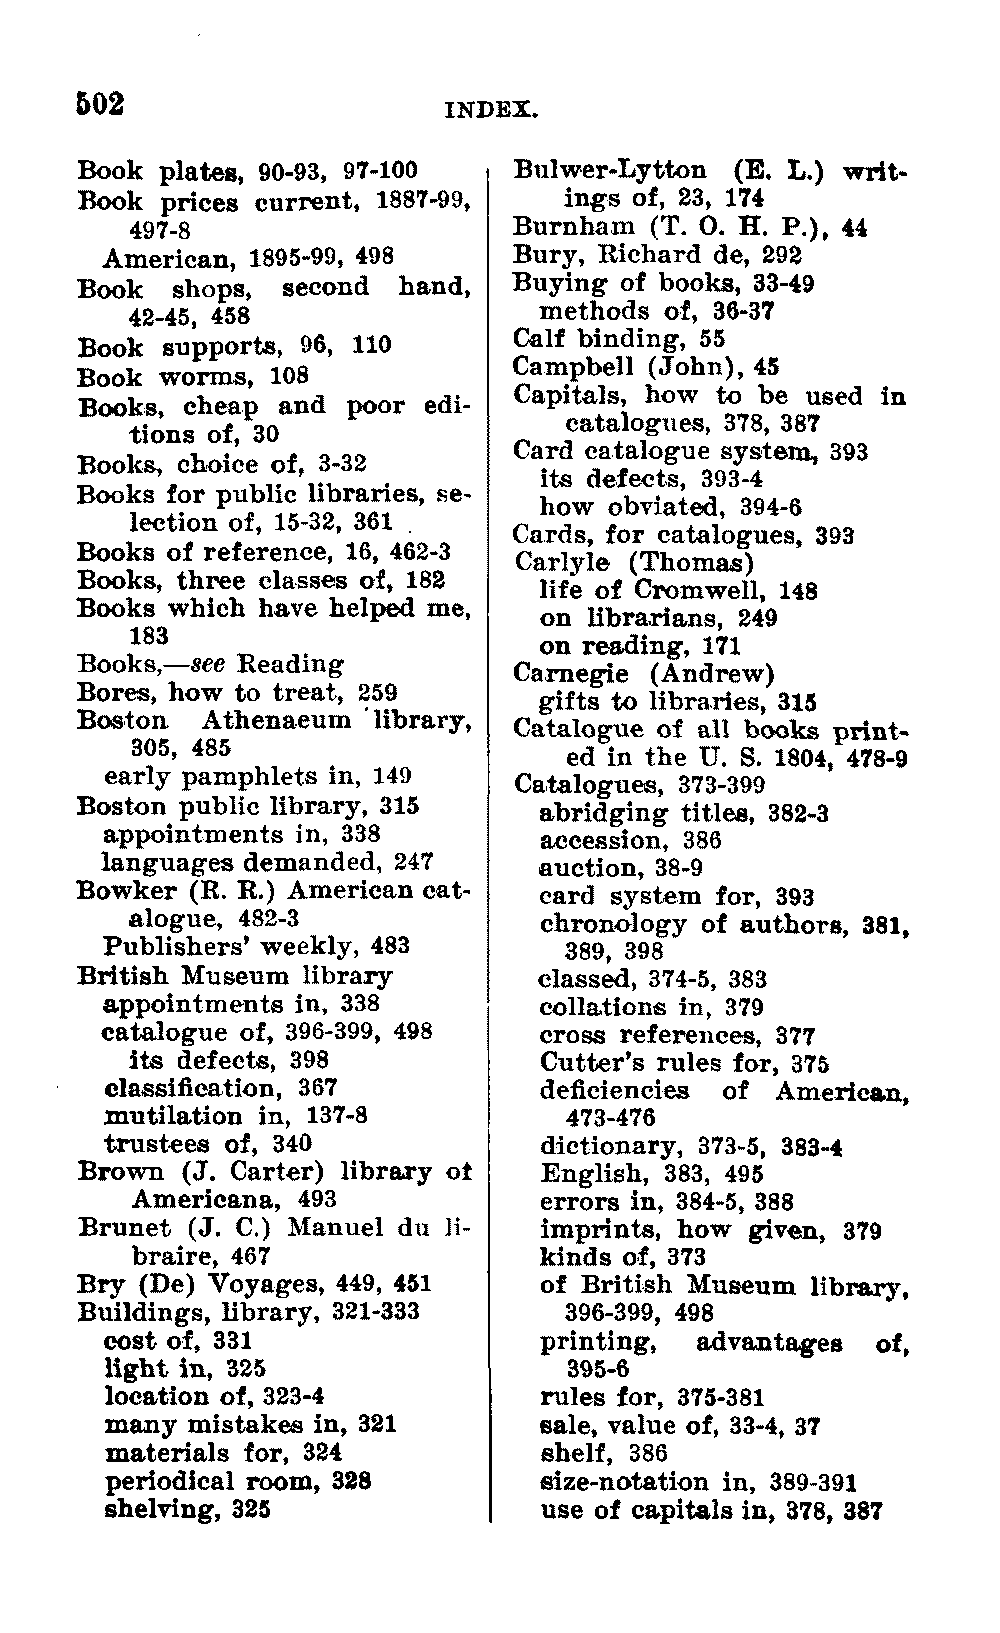 502
INDEX.
Book plates, 90-93, 97-100
Book prices current, 1887-99,
497-8
American, 1895-99, 498
Book shops, second hand,
42-45, 458
Book supports, 96, 110
Book worms, 108
Books, cheap and poor edi-
tions of, 30
Books, choice of, 3-32
Books for public libraries, se-
lection of, 15-32, 361
Books of reference, 16, 462-3
Books, three classes of, 182
Books which have helped me,
183
Books,—see Reading
Bores, how to treat, 259
Boston Athenaeum library,
305, 485
early pamphlets in, 149
Boston public library, 315
appointments in, 338
languages demanded, 247
Bowker (R. R.) American cat-
alogue, 482-3
Publishers' weekly, 483
British Museum library
appointments in, 338
catalogue of, 396-399, 498
its defects, 398
classification, 367
mutilation in, 137-8
trustees of, 340
Brown (J. Carter) library of
Americana, 493
Brunet (J. C.) Manuel du li-
braire, 467
Bry (De) Voyages, 449, 451
Buildings, library, 321-333
cost of, 331
light in, 325
location of, 323-4
many mistakes in, 321
materials for, 324
periodical room, 328
shelving, 325
Bulwer-Lytton (E. L.) writ-
ings of, 23, 174
Burnham (T. O. H. P.), 44
Bury, Richard de, 292
Buying of books, 33-49
methods of, 36-37
Calf binding, 55
Campbell (John), 45
Capitals, how to be used in
catalogues, 378, 387
Card catalogue system, 393
its defects, 393-4
how obviated, 394-6
Cards, for catalogues, 393
Carlyle (Thomas)
life of Cromwell, 148
on librarians, 249
on reading, 171
Carnegie (Andrew)
gifts to libraries, 315
Catalogue of all books print-
ed in the U. S. 1804, 478-9
Catalogues, 373-399
abridging titles, 382-3
accession, 386
auction, 38-9
card system for, 393
chronology of authors, 381,
389, 398
classed, 374-5, 383
collations in, 379
cross references, 377
Cutter's rules for, 375
deficiencies of American,
473-476
dictionary, 373-5, 383-4
English, 383, 495
errors in, 384-5, 388
imprints, how given, 379
kinds of, 373
of British Museum library,
396-399, 498
printing, advantages of,
395-6
rules for, 375-381
sale, value of, 33-4, 37
shelf, 386
size-notation in, 389-391
use of capitals in, 378, 387